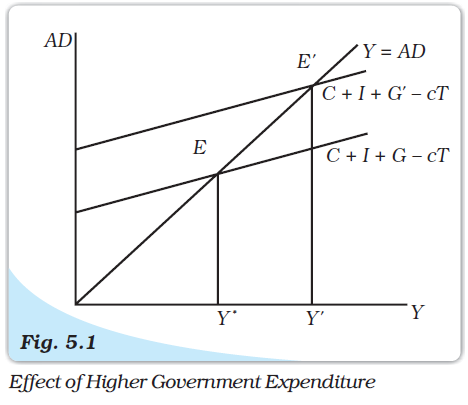 AD
E′
Y = AD
C + I + G′ – cT
E
C + I + G – cT
Y*
Y′
Y
Fig. 5.1
Effect of Higher Government Expenditure